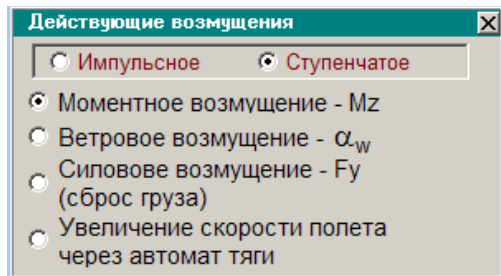 Действующие возмущения
Импульсное Ступенчатое
Моментное возмущение - Mz
Ветровое возмущение - αw
Силовове возмущение - Fy
(сброс груза)
Увеличение скорости полета
через автомат тяги